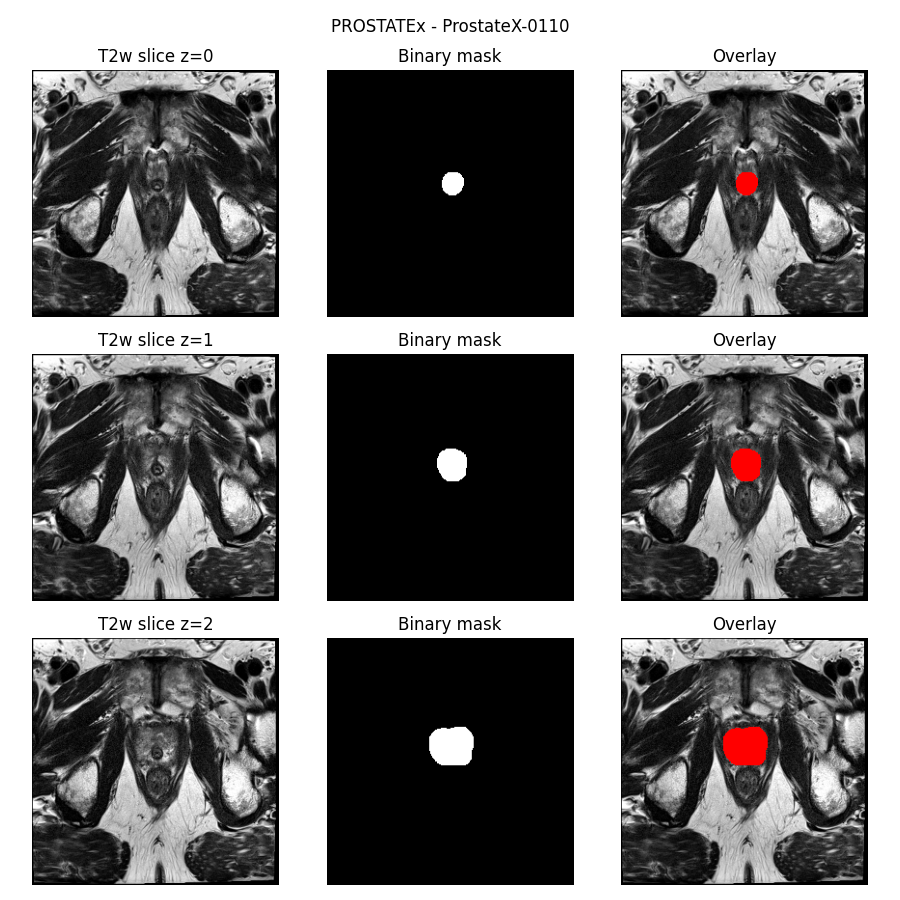 PROSTATEx - ProstateX-0110
T2w slice z=0 Binary mask Overlay
T2w slice z=1 Binary mask Overlay
T2w slice z=2 Binary mask Overlay